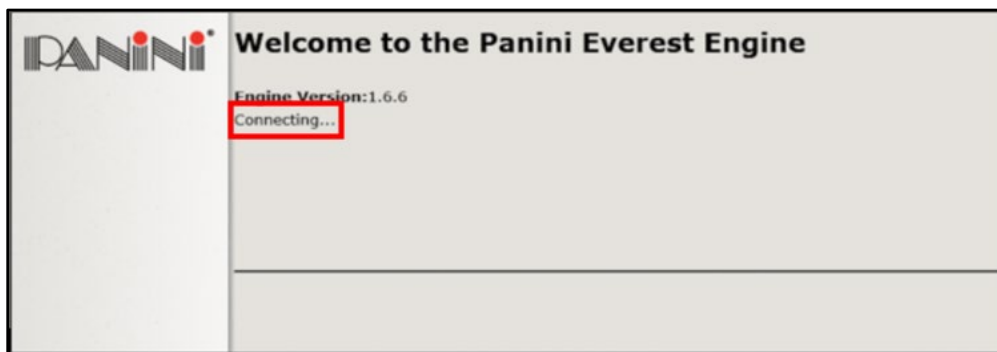 PANINI®
Welcome to the Panini Everest Engine
Engine Version:1.6.6
Connecting...